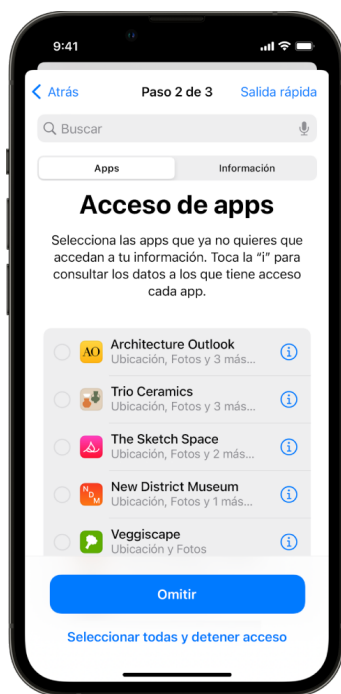 9:41
Atrás
Paso 2 de 3
Salida rápida
Buscar
Apps
Información
Acceso de apps
Selecciona las apps que ya no quieres que
accedan a tu información. Toca la “i” para
consultar los datos a los que tiene acceso
cada app.
AO
Architecture Outlook
Ubicación, Fotos y 3 más...
i
Trio Ceramics
Ubicación, Fotos y 3 más...
i
The Sketch Space
Ubicación, Fotos y 2 más...
i
NDM
New District Museum
Ubicación, Fotos y 1 más...
i
Veggiscape
Ubicación y Fotos
i
Omitir
Seleccionar todas y detener acceso